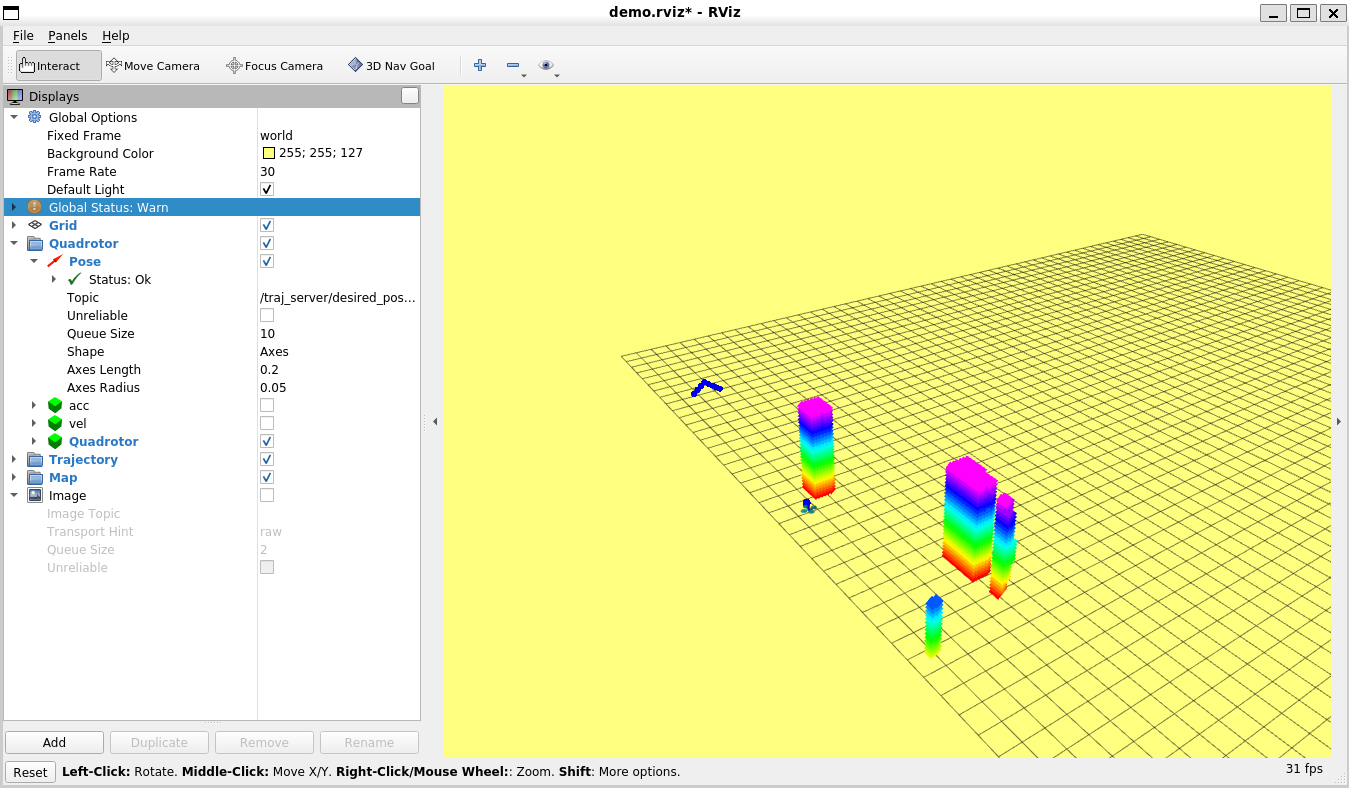 demo.rviz* - RViz
File Panels Help
Interact Move Camera Focus Camera 3D Nav Goal
Displays
Global Options
Fixed Frame world
Background Color 255; 255; 127
Frame Rate 30
Default Light
Global Status: Warn
Grid
Quadrotor
Pose
Status: Ok
Topic /traj_server/desired_pos...
Unreliable
Queue Size 10
Shape Axes
Axes Length 0.2
Axes Radius 0.05
acc
vel
Quadrotor
Trajectory
Map
Image
Image Topic
Transport Hint raw
Queue Size 2
Unreliable
Add Duplicate Remove Rename
Reset Left-Click: Rotate. Middle-Click: Move X/Y. Right-Click/Mouse Wheel:: Zoom. Shift: More options. 31 fps